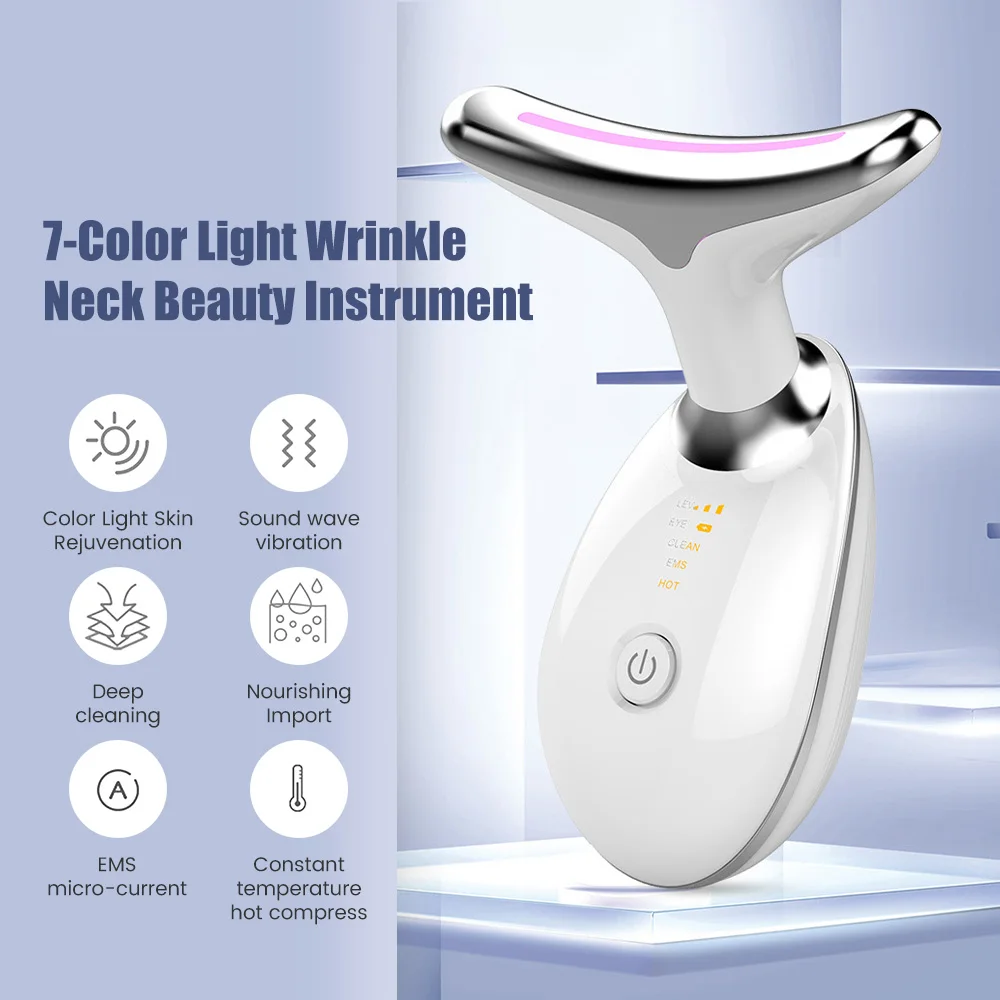 7-Color Light Wrinkle
Neck Beauty Instrument
Color Light Skin
Rejuvenation
Sound wave
vibration
Deep
cleaning
Nourishing
Import
A
EMS
micro-current
Constant
temperature
hot compress
LEV
EYE
CLEAN
EMS
HOT